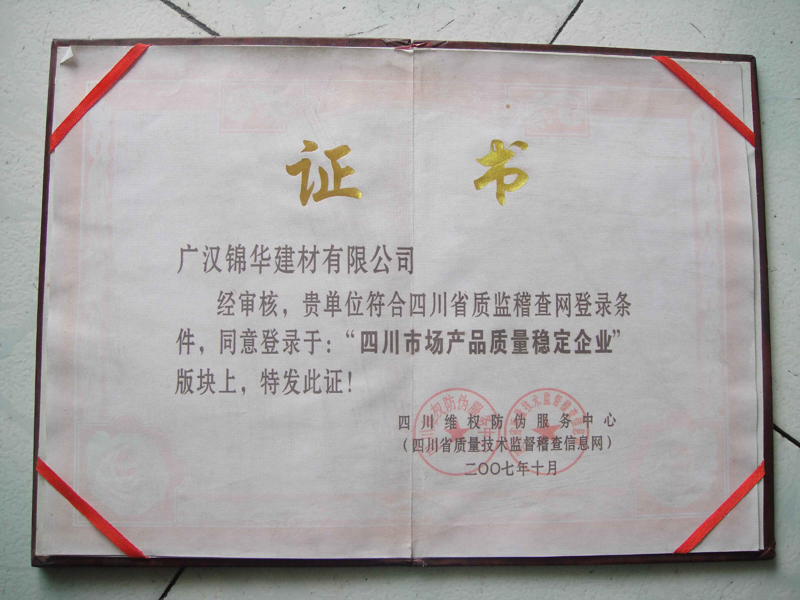 证书
广汉锦华建材有限公司
经审核，贵单位符合四川省质监稽查网登录条
件，同意登录于：“四川市场产品质量稳定企业”
版块上，特发此证！
四川维权防伪服务中心
（四川省质量技术监督稽查信息网）
二〇〇七年十月